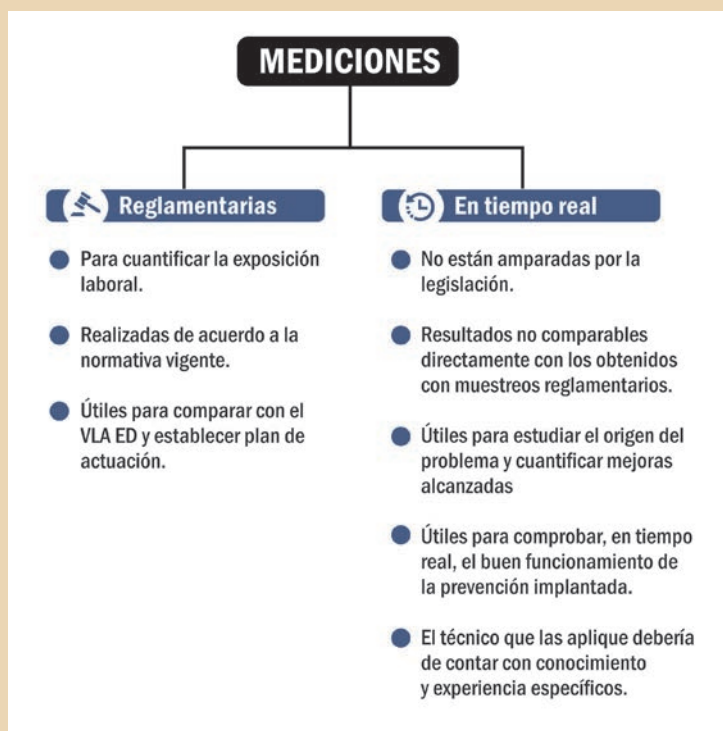 MEDICIONES
Reglamentarias
Para cuantificar la exposición
laboral.
Realizadas de acuerdo a la
normativa vigente.
Útiles para comparar con el
VLA ED y establecer plan de
actuación.
En tiempo real
No están amparadas por la
legislación.
Resultados no comparables
directamente con los obtenidos
con muestreos reglamentarios.
Útiles para estudiar el origen del
problema y cuantificar mejoras
alcanzadas
Útiles para comprobar, en tiempo
real, el buen funcionamiento de
la prevención implantada.
El técnico que las aplique debería
de contar con conocimiento
y experiencia específicos.